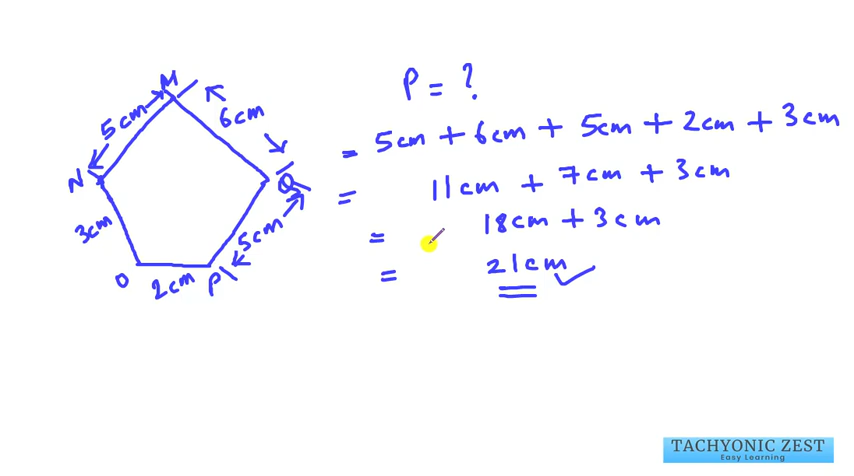 P = ?
M
5cm
6cm
N
Q
3cm
5cm
O
2cm
P
= 5cm + 6cm + 5cm + 2cm + 3cm
= 11cm + 7cm + 3cm
= 18cm + 3cm
= 21cm
TACHYONIC ZEST
Easy Learning